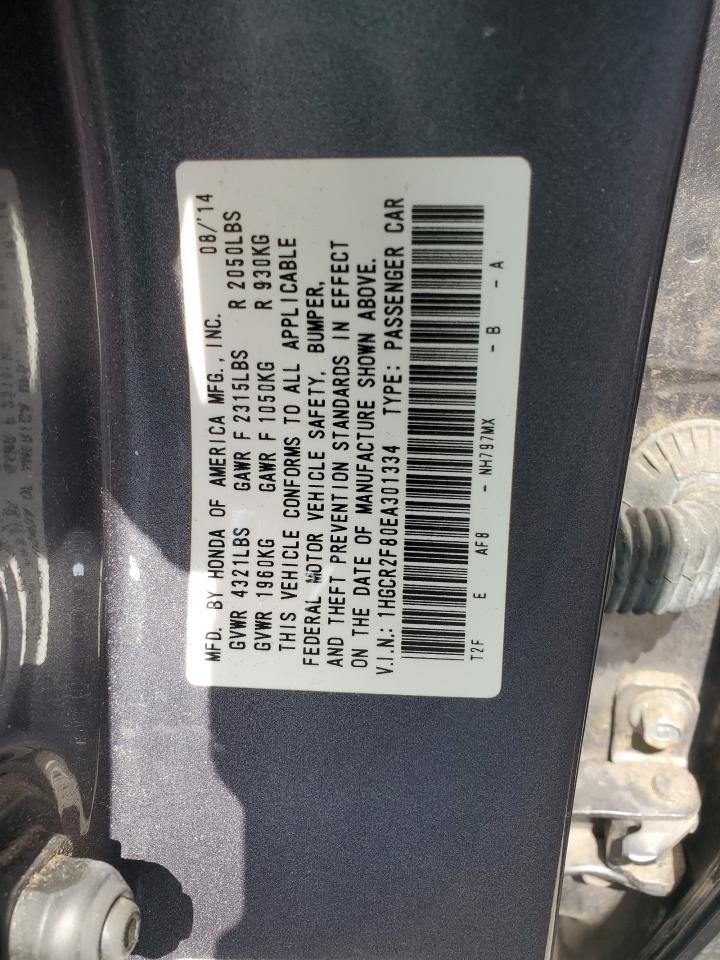 MFD. BY HONDA OF AMERICA MFG., INC. 08/'14
GVWR 4321LBS GAWR F 2315LBS R 2050LBS
GVWR 1960KG GAWR F 1050KG R 930KG
THIS VEHICLE CONFORMS TO ALL APPLICABLE
FEDERAL MOTOR VEHICLE SAFETY, BUMPER,
AND THEFT PREVENTION STANDARDS IN EFFECT
ON THE DATE OF MANUFACTURE SHOWN ABOVE.
V.I.N.: 1HGCR2F80EA301334 TYPE: PASSENGER CAR
T2F E AF8 - NH797MX - B - A